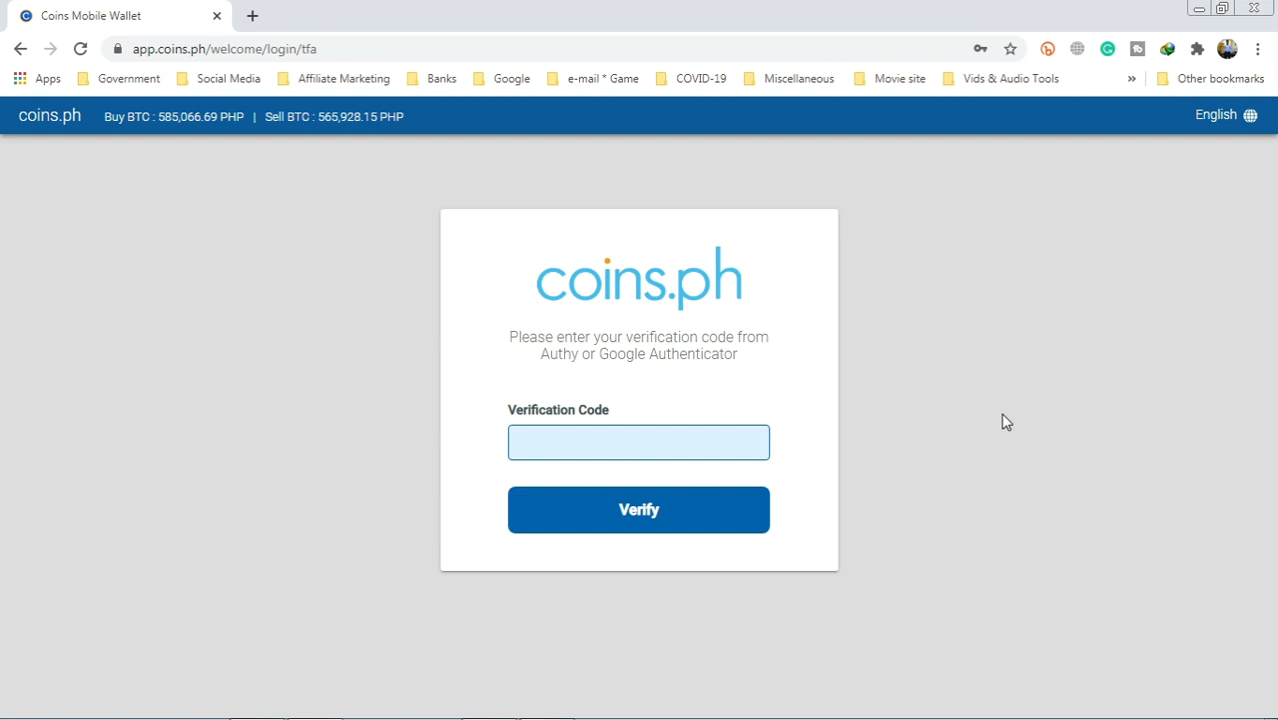 Coins Mobile Wallet
app.coins.ph/welcome/login/tfa
Apps Government Social Media Affiliate Marketing Banks Google e-mail * Game COVID-19 Miscellaneous Movie site Vids & Audio Tools » Other bookmarks
coins.ph Buy BTC : 585,066.69 PHP | Sell BTC : 565,928.15 PHP English
coins.ph
Please enter your verification code from
Authy or Google Authenticator
Verification Code
Verify